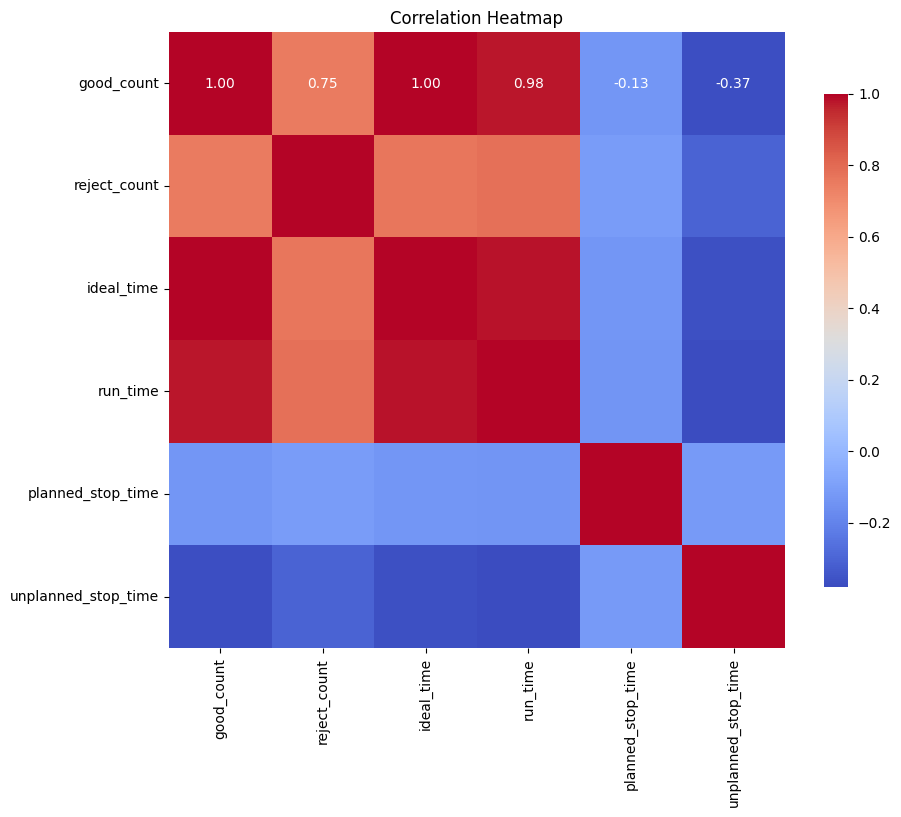 Correlation Heatmap
good_count 1.00 0.75 1.00 0.98 -0.13 -0.37
reject_count
ideal_time
run_time
planned_stop_time
unplanned_stop_time
good_count
reject_count
ideal_time
run_time
planned_stop_time
unplanned_stop_time
1.0
0.8
0.6
0.4
0.2
0.0
−0.2